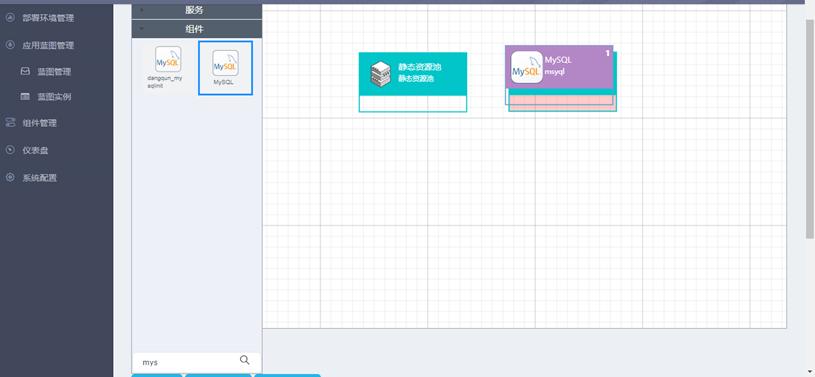 部署环境管理
应用蓝图管理
蓝图管理
蓝图实例
组件管理
仪表盘
系统配置
服务
组件
MySQL
dangqun_my
sqlinit
MySQL
MySQL
mys
静态资源池
静态资源池
MySQL
MySQL
msyql
1